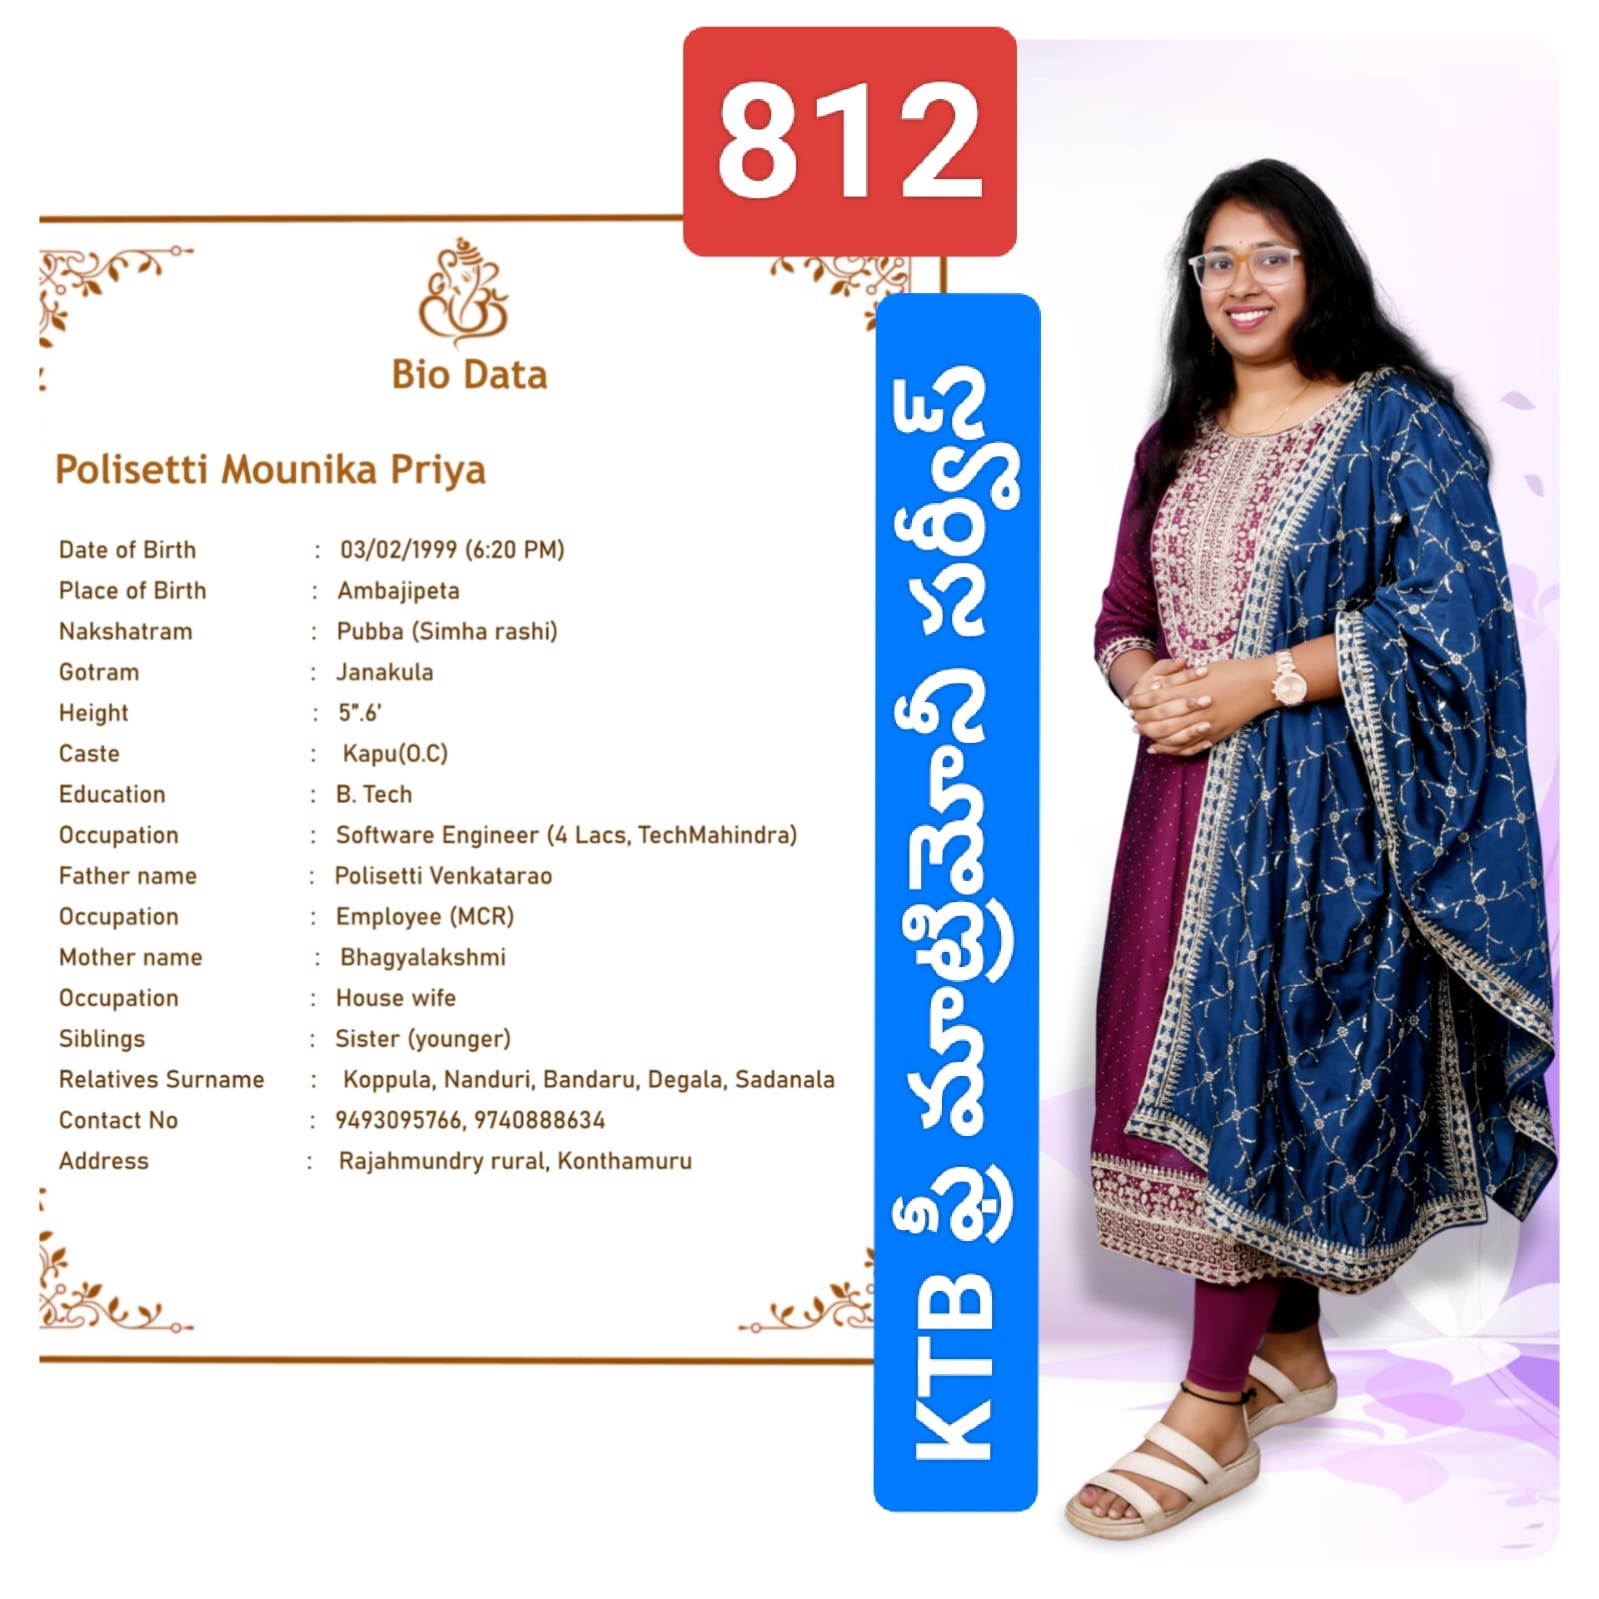 812
Bio Data
Polisetti Mounika Priya
Date of Birth : 03/02/1999 (6:20 PM)
Place of Birth : Ambajipeta
Nakshatram : Pubba (Simha rashi)
Gotram : Janakula
Height : 5".6'
Caste : Kapu(O.C)
Education : B. Tech
Occupation : Software Engineer (4 Lacs, TechMahindra)
Father name : Polisetti Venkatarao
Occupation : Employee (MCR)
Mother name : Bhagyalakshmi
Occupation : House wife
Siblings : Sister (younger)
Relatives Surname : Koppula, Nanduri, Bandaru, Degala, Sadanala
Contact No : 9493095766, 9740888634
Address : Rajahmundry rural, Konthamuru
KTB ఫ్రీ మాట్రిమోనీ సర్వీస్